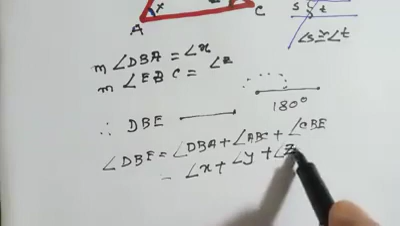 x
A
C
S
t
∠s ≅ ∠t
m ∠DBA = ∠x
m ∠EBC = ∠z
180°
∴ DBE
∠DBE = ∠DBA + ∠ABC + ∠CBE
= ∠x + ∠y + ∠z